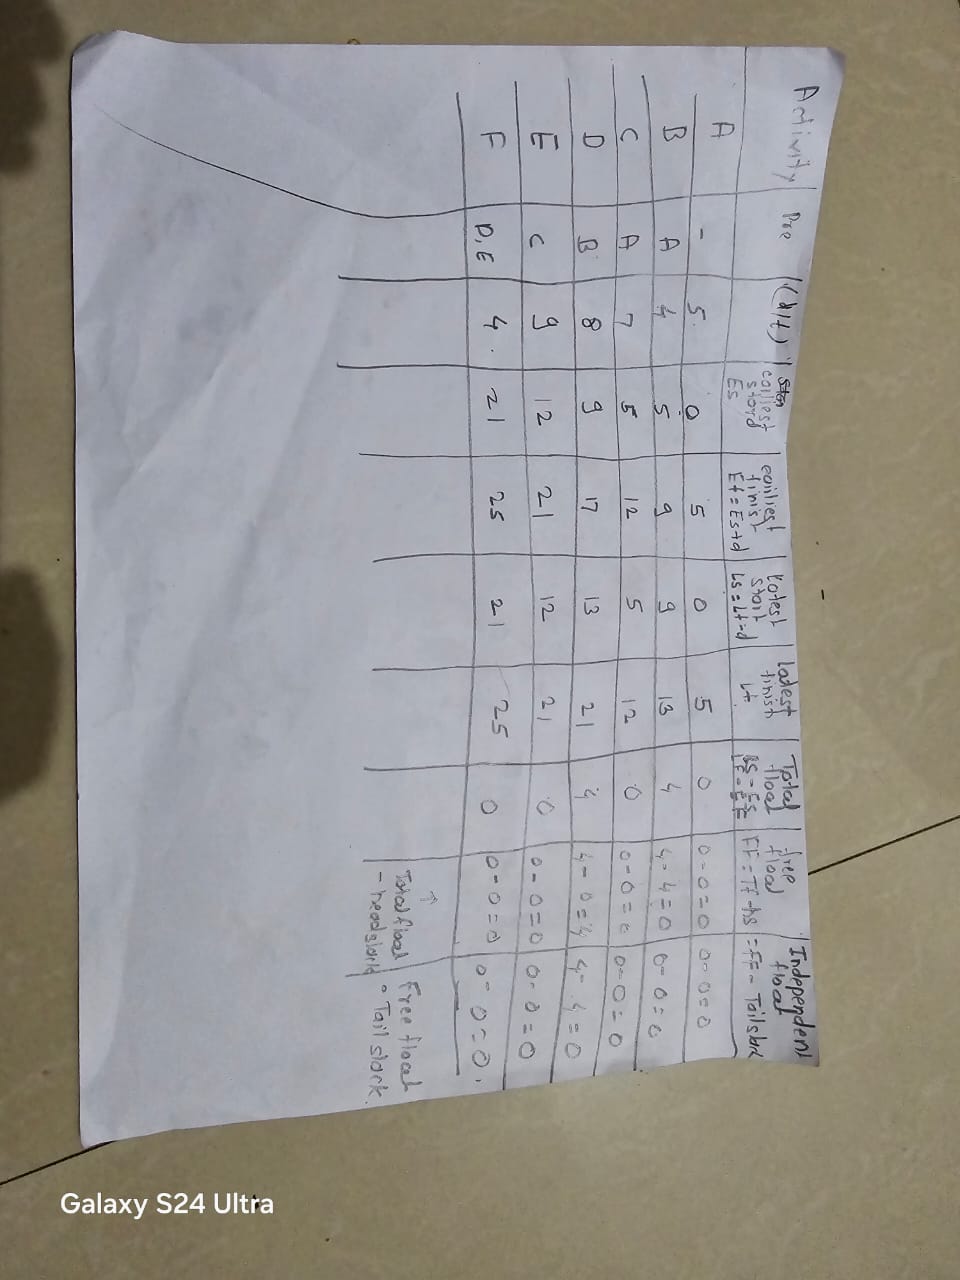 Activity | Pre | (dlt) | earliest stard Es | earliest finist Ef = Es+d | Latest start Ls = Lf-d | Latest finist Lf | Total float LS-ES LF-EF | free float FF = TF-hs | Independent float = FF - Tail slack
A | - | 5 | 0 | 5 | 0 | 5 | 0 | 0-0=0 | 0-0=0
B | A | 4 | 5 | 9 | 9 | 13 | 4 | 4-4=0 | 0-0=0
C | A | 7 | 5 | 12 | 5 | 12 | 0 | 0-0=0 | 0-0=0
D | B | 8 | 9 | 17 | 13 | 21 | 4 | 4-0=4 | 4-4=0
E | C | 9 | 12 | 21 | 12 | 21 | 0 | 0-0=0 | 0-0=0
F | D,E | 4 | 21 | 25 | 21 | 25 | 0 | 0-0=0 | 0-0=0
↑
Total float
- head slack
Free float
- Tail slack.
Galaxy S24 Ultra